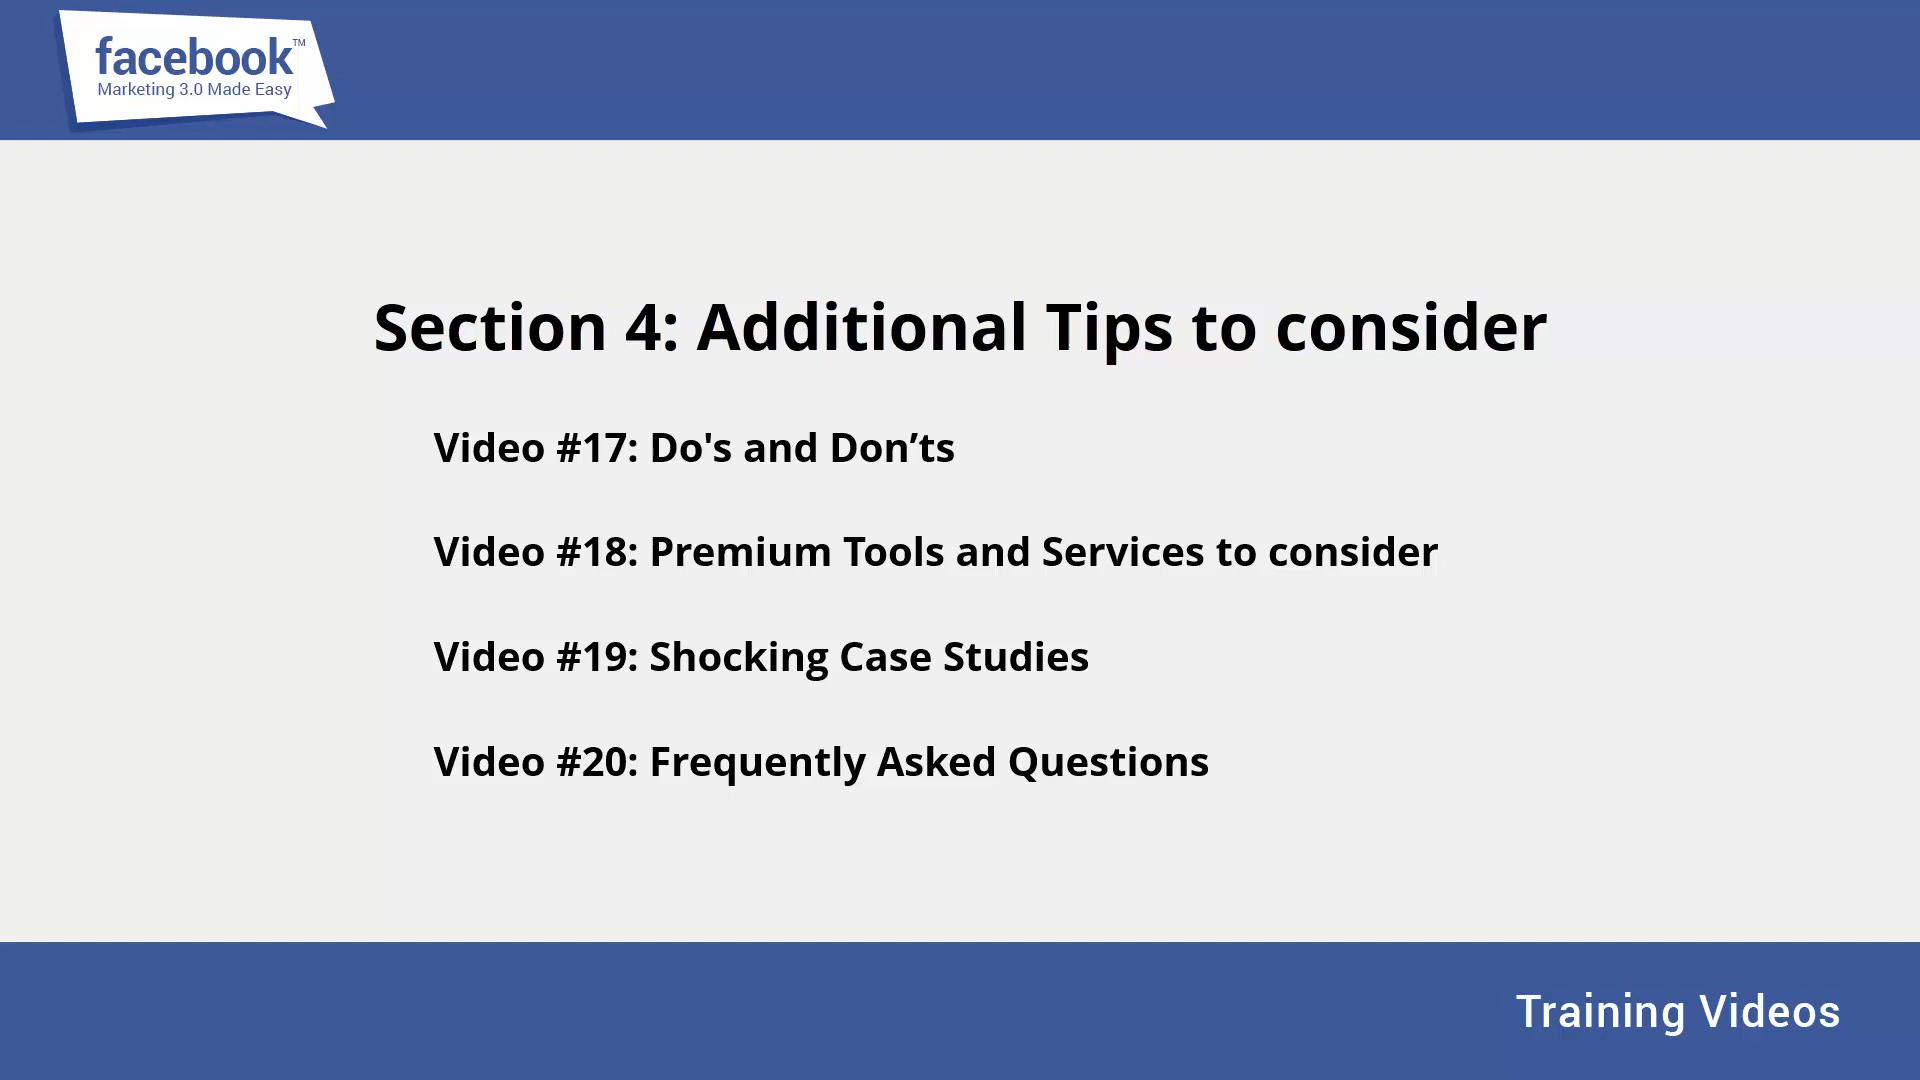 facebook™
Marketing 3.0 Made Easy
Section 4: Additional Tips to consider
Video #17: Do's and Don’ts
Video #18: Premium Tools and Services to consider
Video #19: Shocking Case Studies
Video #20: Frequently Asked Questions
Training Videos